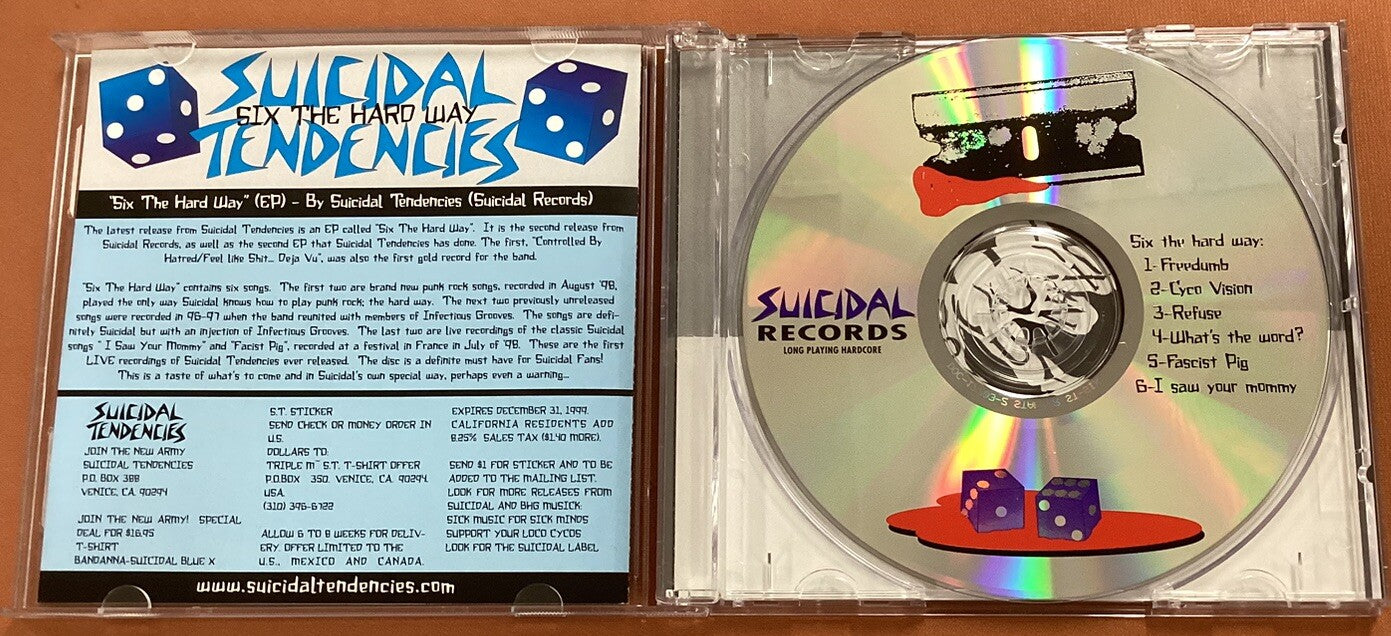 SUICIDAL
SIX THE HARD WAY
TENDENCIES
"Six The Hard Way" (EP) - By Suicidal Tendencies (Suicidal Records)
The latest release from Suicidal Tendencies is an EP called "Six The Hard Way". It is the second release from
Suicidal Records, as well as the second EP that Suicidal Tendencies has done. The first, "Controlled By
Hatred/Feel like Shit... Deja Vu", was also the first gold record for the band.
"Six The Hard Way" contains six songs. The first two are brand new punk rock songs, recorded in August '98,
played the only way Suicidal knows how to play punk rock; the hard way. The next two previously unreleased
songs were recorded in 96-97 when the band reunited with members of Infectious Grooves. The songs are defi-
nitely Suicidal but with an injection of Infectious Grooves. The last two are live recordings of the classic Suicidal
songs " I Saw Your Mommy" and "Facist Pig", recorded at a festival in France in July of '98. These are the first
LIVE recordings of Suicidal Tendencies ever released. The disc is a definite must have for Suicidal Fans!
This is a taste of what's to come and in Suicidal's own special way, perhaps even a warning...
SUICIDAL
TENDENCIES
JOIN THE NEW ARMY
SUICIDAL TENDENCIES
P.O. BOX 388
VENICE, CA. 90294
JOIN THE NEW ARMY! SPECIAL
DEAL FOR $16.95
T-SHIRT
BANDANNA-SUICIDAL BLUE X
S.T. STICKER
SEND CHECK OR MONEY ORDER IN
U.S.
DOLLARS TO:
TRIPLE M" S.T. T-SHIRT OFFER
P.O.BOX 350. VENICE, CA. 90294.
USA.
(310) 396-6722
ALLOW 6 TO 8 WEEKS FOR DELIV-
ERY. OFFER LIMITED TO THE
U.S., MEXICO AND CANADA.
EXPIRES DECEMBER 31, 1999.
CALIFORNIA RESIDENTS ADD
8.25% SALES TAX ($1.40 MORE).
SEND $1 FOR STICKER AND TO BE
ADDED TO THE MAILING LIST.
LOOK FOR MORE RELEASES FROM
SUICIDAL AND BHG MUSICK:
SICK MUSIC FOR SICK MINDS
SUPPORT YOUR LOCO CYCOS
LOOK FOR THE SUICIDAL LABEL
www.suicidaltendencies.com
SUICIDAL
RECORDS
LONG PLAYING HARDCORE
Six the hard way:
1-Freedumb
2-Cyco Vision
3-Refuse
4-What's the word?
5-Fascist Pig
6-I saw your mommy